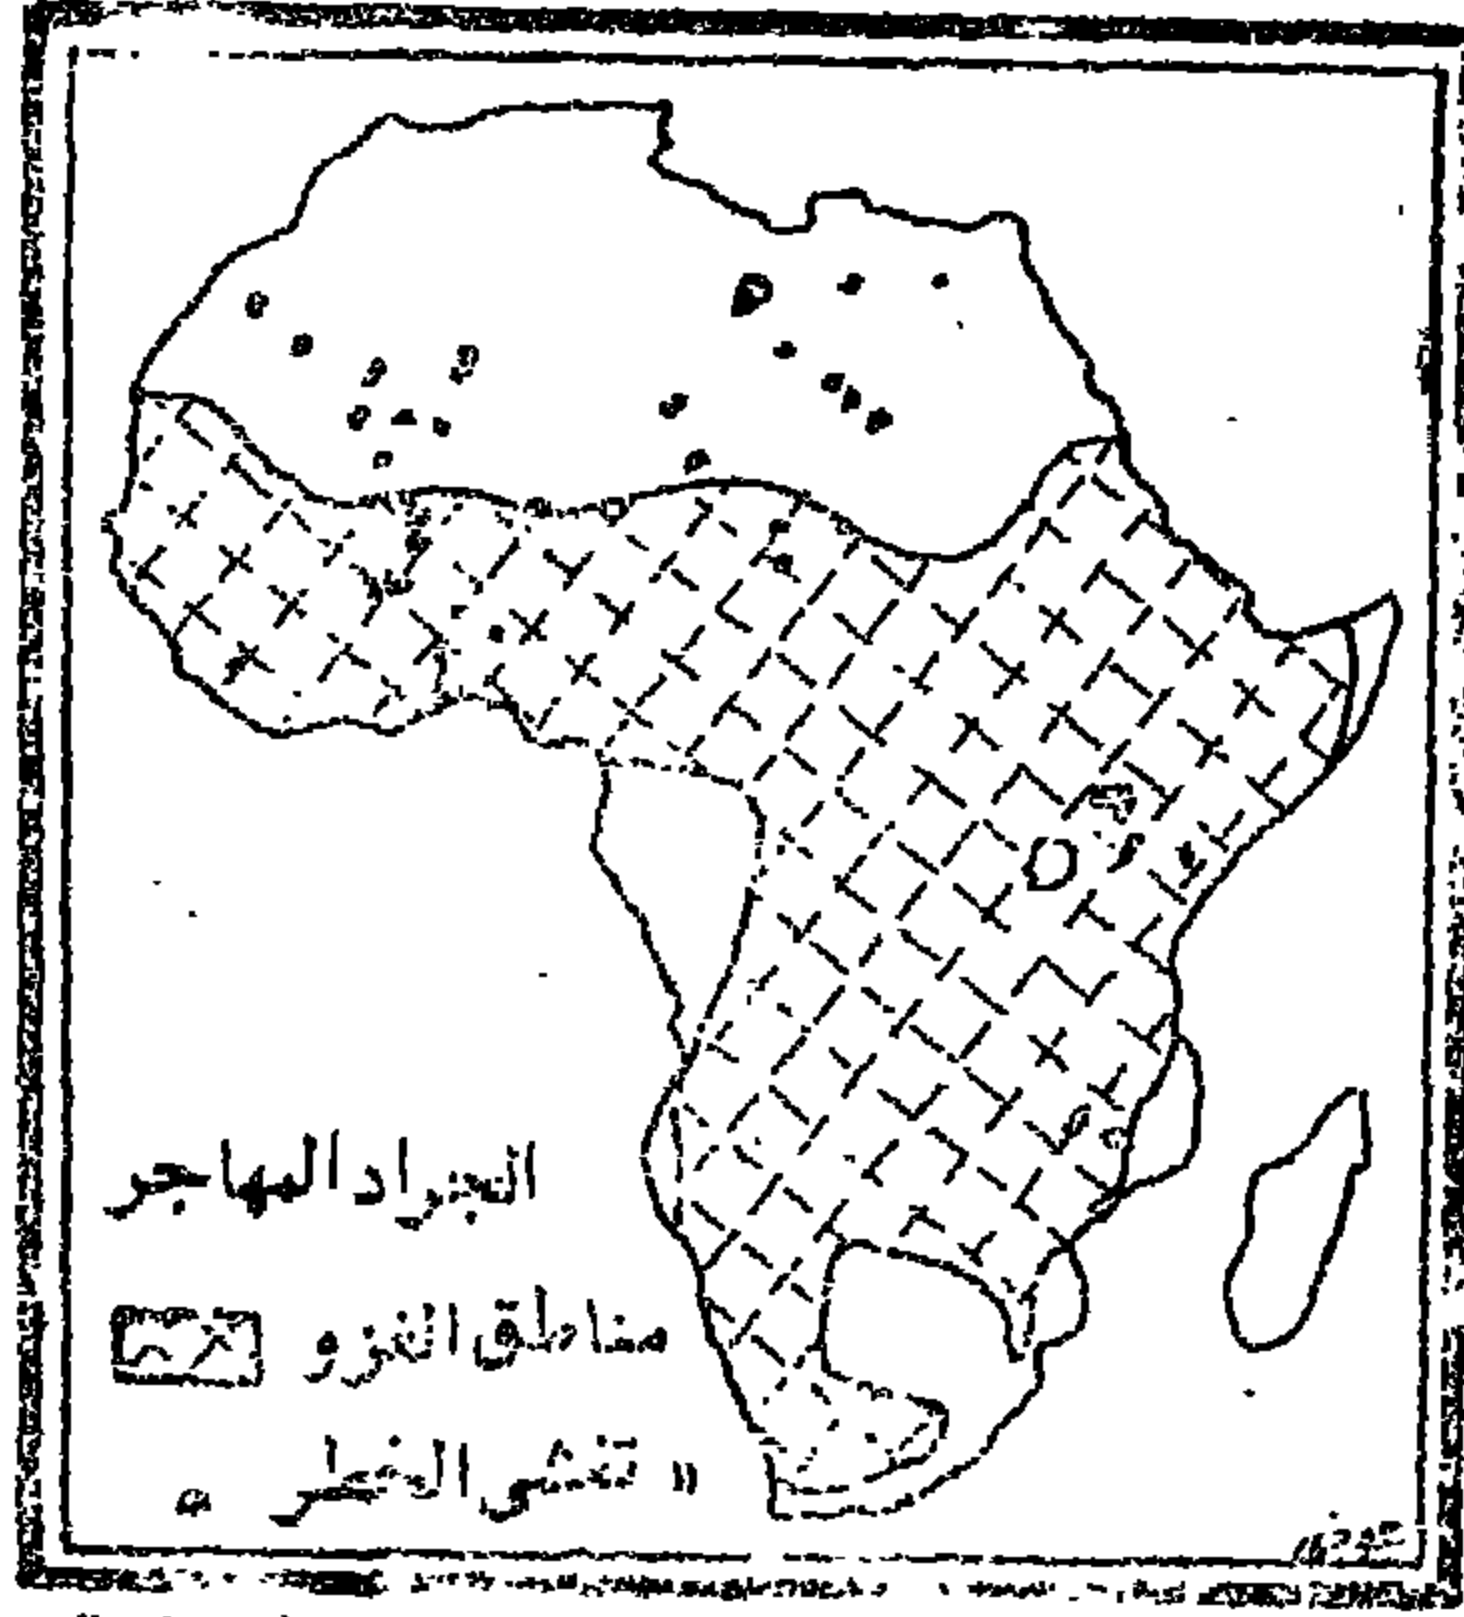 الجراد المهاجر
مناطق الغزو
" تفشى الخطر